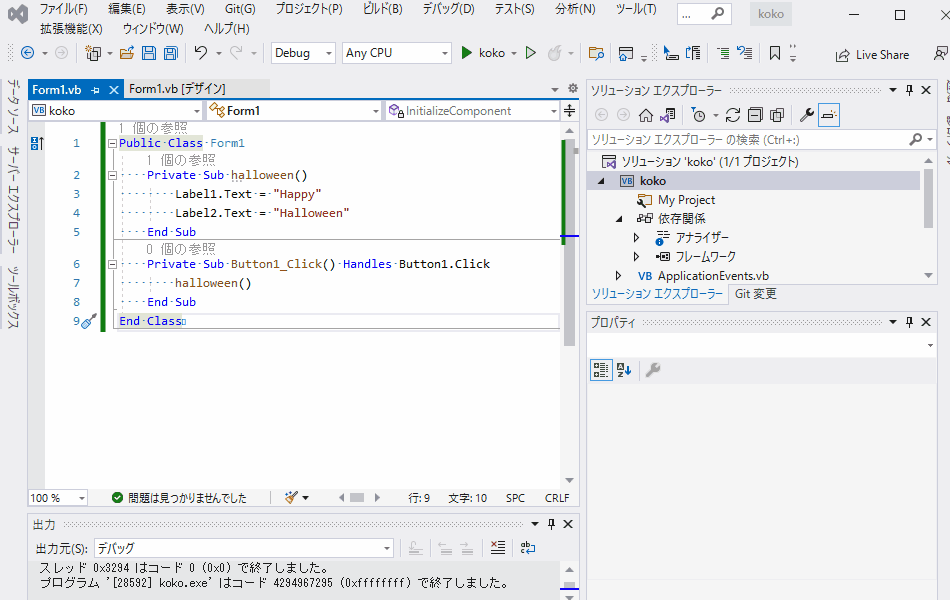 ファイル(F) 編集(E) 表示(V) Git(G) プロジェクト(P) ビルド(B) デバッグ(D) テスト(S) 分析(N) ツール(T) ... koko
拡張機能(X) ウィンドウ(W) ヘルプ(H)
Debug Any CPU koko Live Share
データ ソース
サーバー エクスプローラー
ツールボックス
Form1.vb Form1.vb [デザイン]
VB koko Form1 InitializeComponent
1 個の参照
1 Public Class Form1
1 個の参照
2 Private Sub halloween()
3 Label1.Text = "Happy"
4 Label2.Text = "Halloween"
5 End Sub
0 個の参照
6 Private Sub Button1_Click() Handles Button1.Click
7 halloween()
8 End Sub
9 End Class
100 % 問題は見つかりませんでした 行: 9 文字: 10 SPC CRLF
出力
出力元(S): デバッグ
スレッド 0x3294 はコード 0 (0x0) で終了しました。
プログラム '[28592] koko.exe' はコード 4294967295 (0xffffffff) で終了しました。
ソリューション エクスプローラー
ソリューション エクスプローラー の検索 (Ctrl+;)
ソリューション 'koko' (1/1 プロジェクト)
VB koko
My Project
依存関係
アナライザー
フレームワーク
VB ApplicationEvents.vb
ソリューション エクスプローラー Git 変更
プロパティ